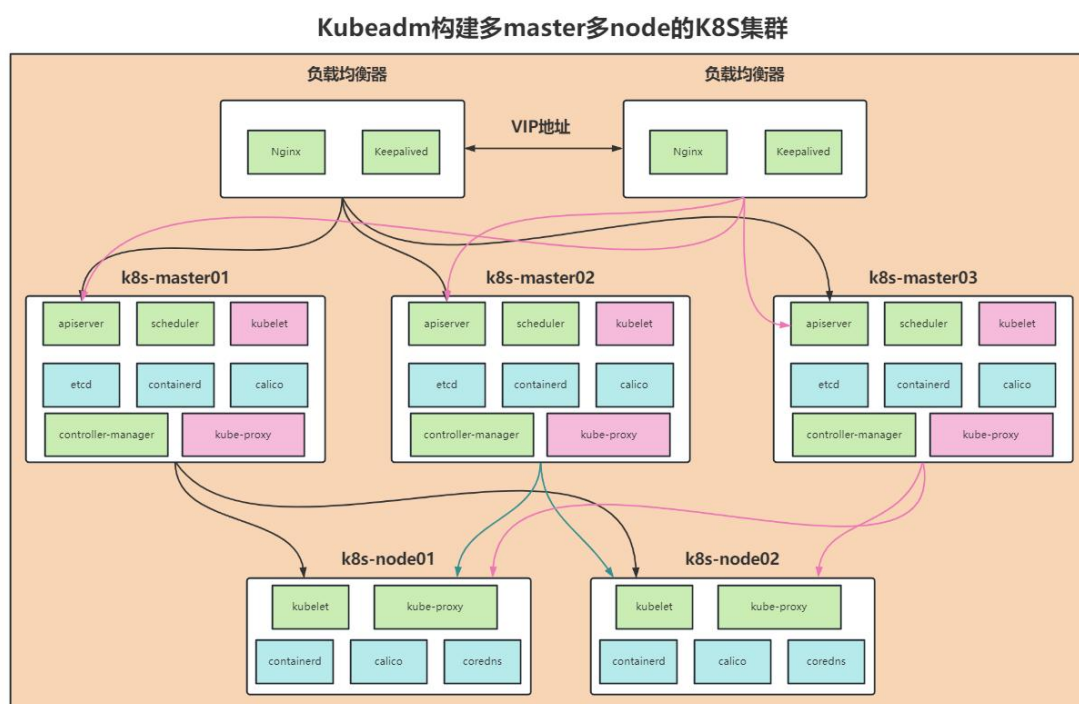 Kubeadm构建多master多node的K8S集群
负载均衡器
负载均衡器
Nginx
Keepalived
VIP地址
Nginx
Keepalived
k8s-master01
k8s-master02
k8s-master03
apiserver
scheduler
kubelet
etcd
containerd
calico
controller-manager
kube-proxy
apiserver
scheduler
kubelet
etcd
containerd
calico
controller-manager
kube-proxy
apiserver
scheduler
kubelet
etcd
containerd
calico
controller-manager
kube-proxy
k8s-node01
k8s-node02
kubelet
kube-proxy
containerd
calico
coredns
kubelet
kube-proxy
containerd
calico
coredns